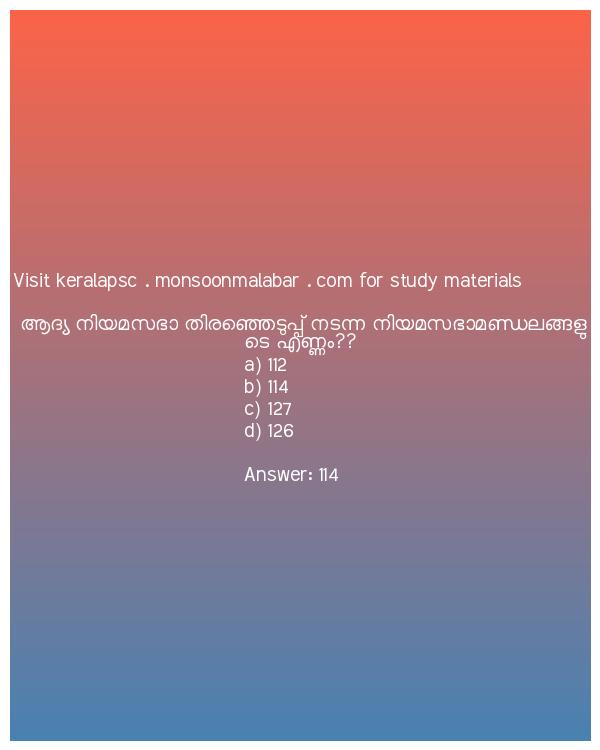 Visit keralapsc . monsoonmalabar . com for study materials
ആദ്യ നിയമസഭാ തിരഞ്ഞെടുപ്പ് നടന്ന നിയമസഭാമണ്ഡലങ്ങളു
ടെ എണ്ണം??
a) 112
b) 114
c) 127
d) 126
Answer: 114